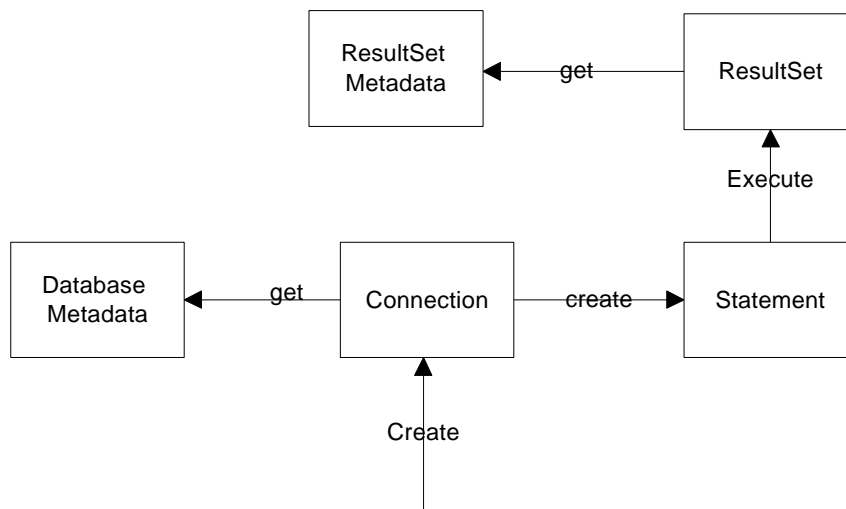 ResultSet
Metadata
get
ResultSet
Execute
Database
Metadata
get
Connection
create
Statement
Create